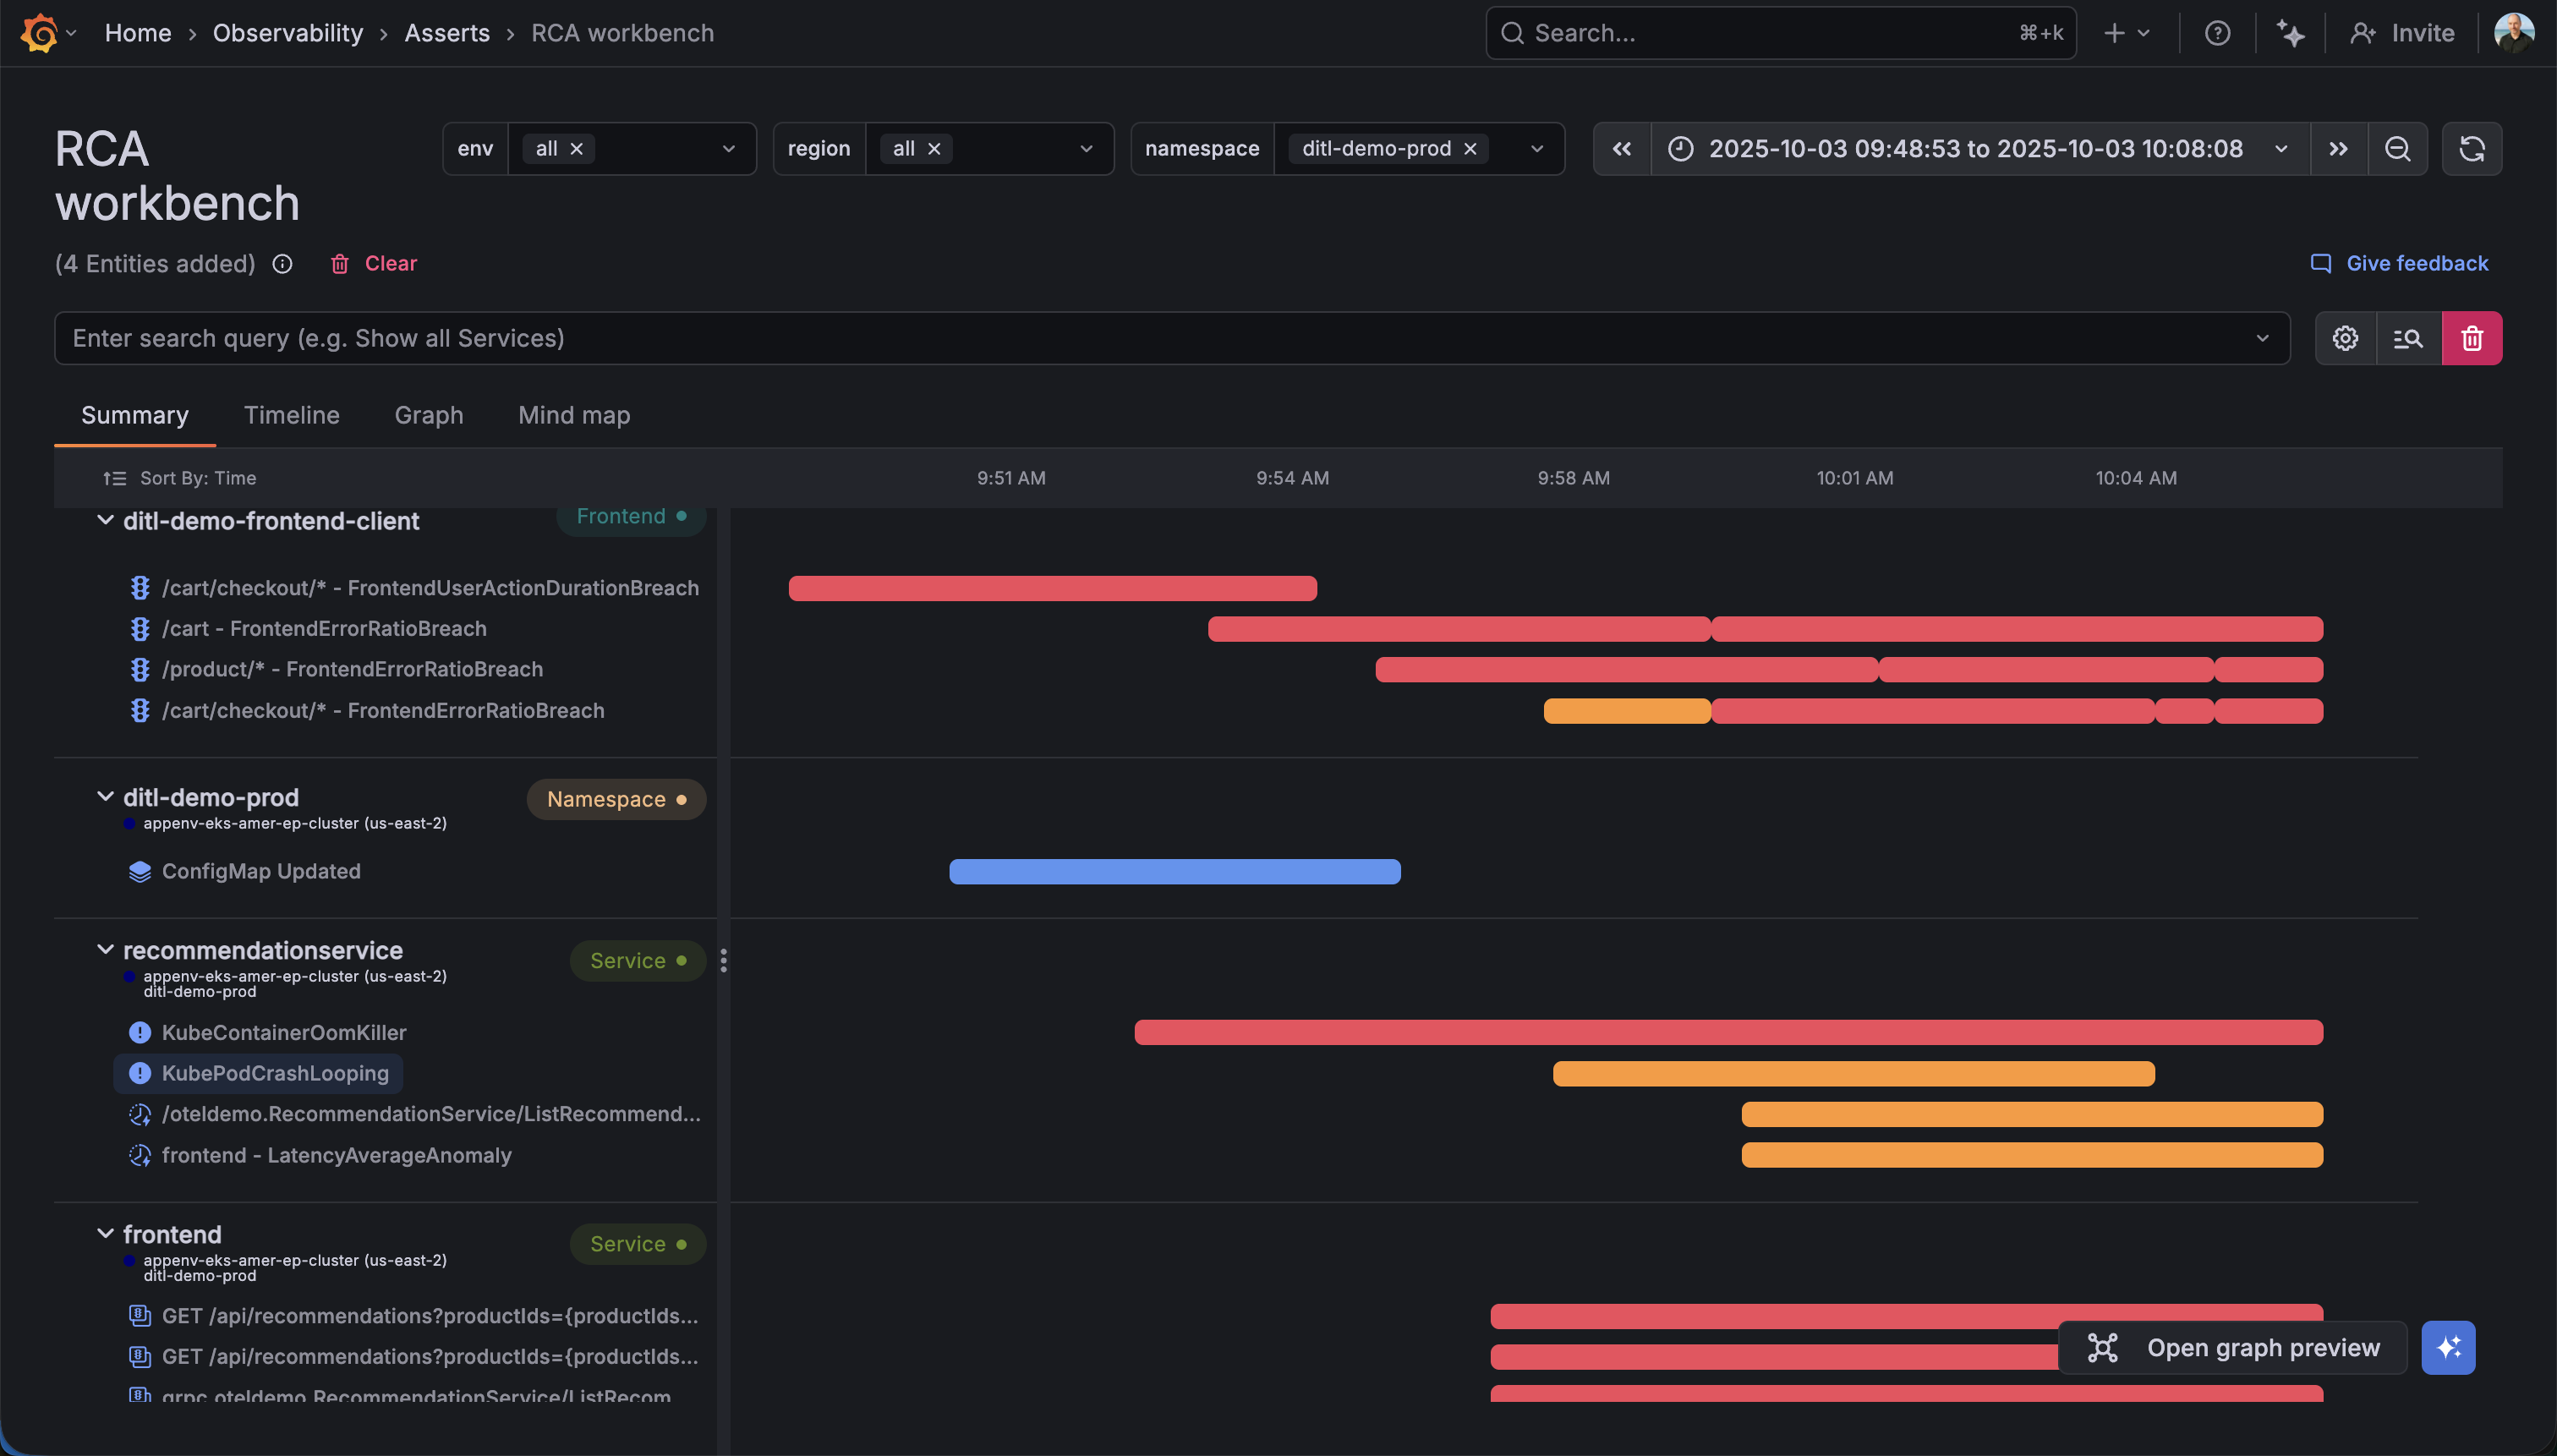 Home › Observability › Asserts › RCA workbench
Search...
⌘+k
Invite
RCA workbench
env
all
region
all
namespace
ditl-demo-prod
2025-10-03 09:48:53 to 2025-10-03 10:08:08
(4 Entities added)
Clear
Give feedback
Enter search query (e.g. Show all Services)
Summary
Timeline
Graph
Mind map
Sort By: Time
9:51 AM
9:54 AM
9:58 AM
10:01 AM
10:04 AM
ditl-demo-frontend-client
Frontend
/cart/checkout/* - FrontendUserActionDurationBreach
/cart - FrontendErrorRatioBreach
/product/* - FrontendErrorRatioBreach
/cart/checkout/* - FrontendErrorRatioBreach
ditl-demo-prod
Namespace
appenv-eks-amer-ep-cluster (us-east-2)
ConfigMap Updated
recommendationservice
Service
appenv-eks-amer-ep-cluster (us-east-2)
ditl-demo-prod
KubeContainerOomKiller
KubePodCrashLooping
/oteldemo.RecommendationService/ListRecommend...
frontend - LatencyAverageAnomaly
frontend
Service
appenv-eks-amer-ep-cluster (us-east-2)
ditl-demo-prod
GET /api/recommendations?productIds={productIds...
GET /api/recommendations?productIds={productIds...
grpc.oteldemo.RecommendationService/ListRecom
Open graph preview